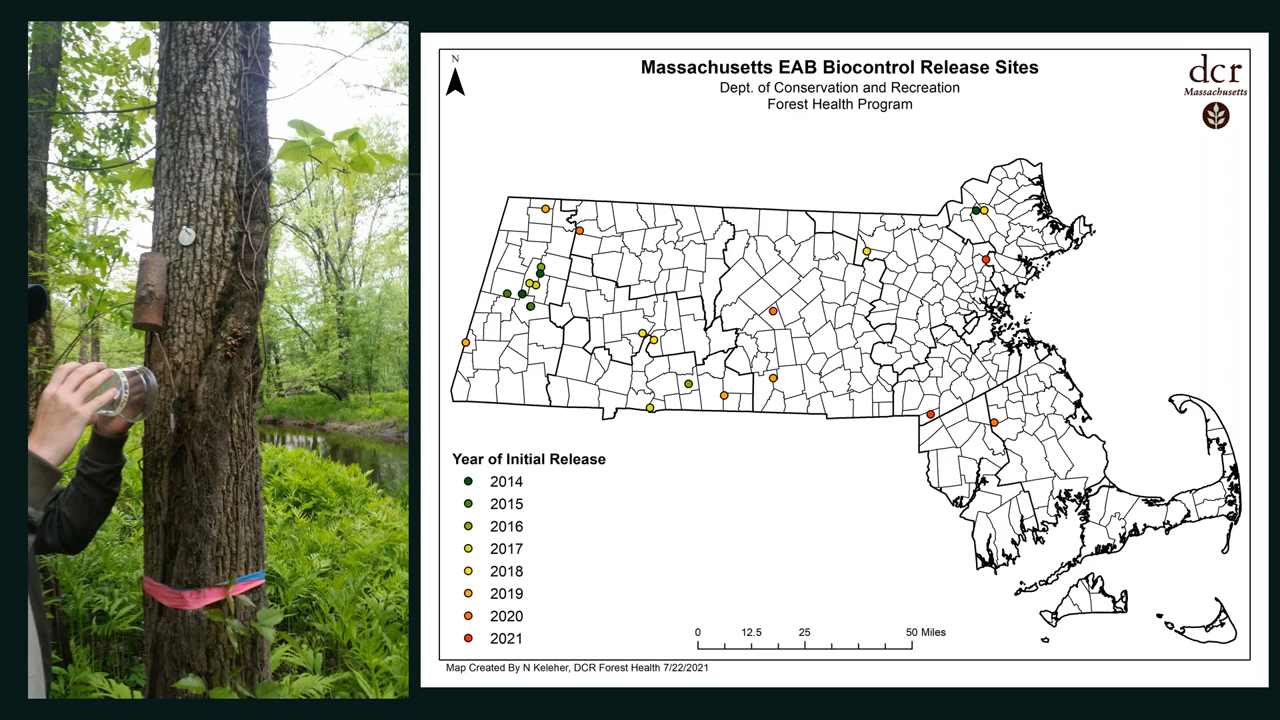 N
Massachusetts EAB Biocontrol Release Sites
Dept. of Conservation and Recreation
Forest Health Program
dcr
Massachusetts
Year of Initial Release
2014
2015
2016
2017
2018
2019
2020
2021
0 12.5 25 50 Miles
Map Created By N Keleher, DCR Forest Health 7/22/2021